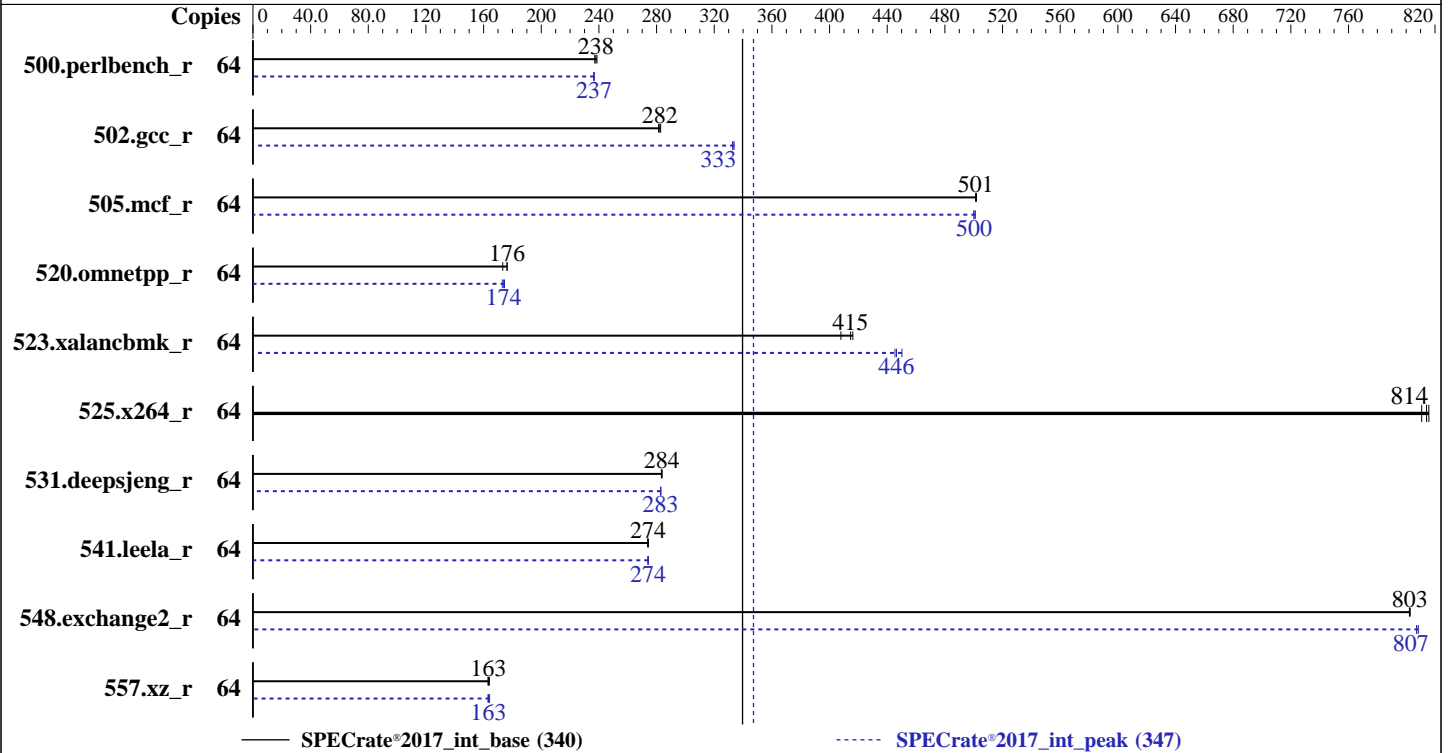 Copies 0 40.0 80.0 120 160 200 240 280 320 360 400 440 480 520 560 600 640 680 720 760 820
238
500.perlbench_r 64
237
282
502.gcc_r 64
333
501
505.mcf_r 64
500
176
520.omnetpp_r 64
174
415
523.xalancbmk_r 64
446
814
525.x264_r 64
284
531.deepsjeng_r 64
283
274
541.leela_r 64
274
803
548.exchange2_r 64
807
163
557.xz_r 64
163
SPECrate®2017_int_base (340) SPECrate®2017_int_peak (347)